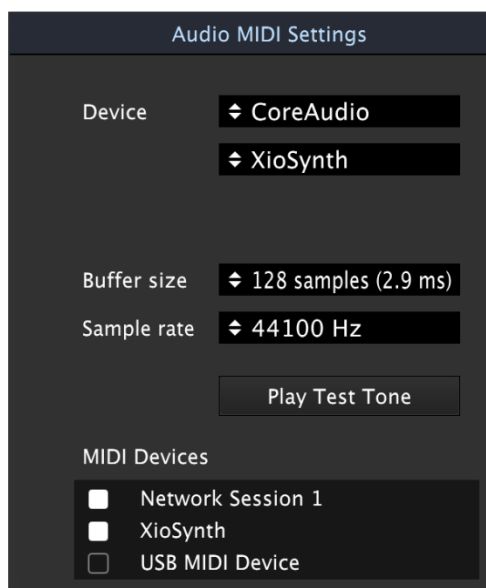 Audio MIDI Settings
Device CoreAudio
XioSynth
Buffer size 128 samples (2.9 ms)
Sample rate 44100 Hz
Play Test Tone
MIDI Devices
Network Session 1
XioSynth
USB MIDI Device